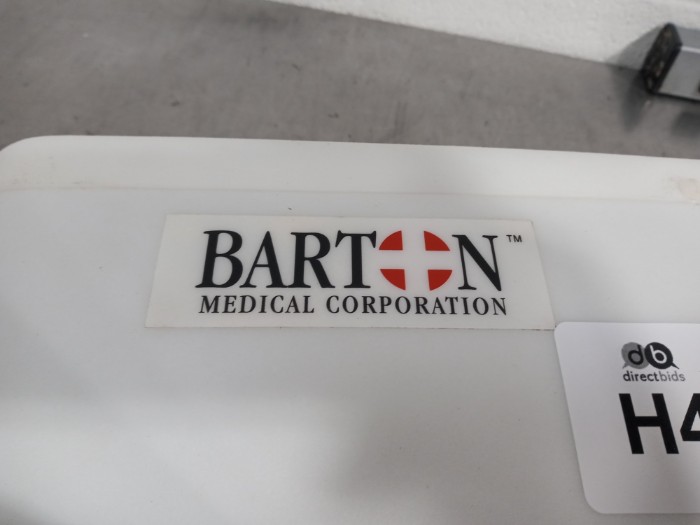 BARTON™
MEDICAL CORPORATION
db
directbids
H4